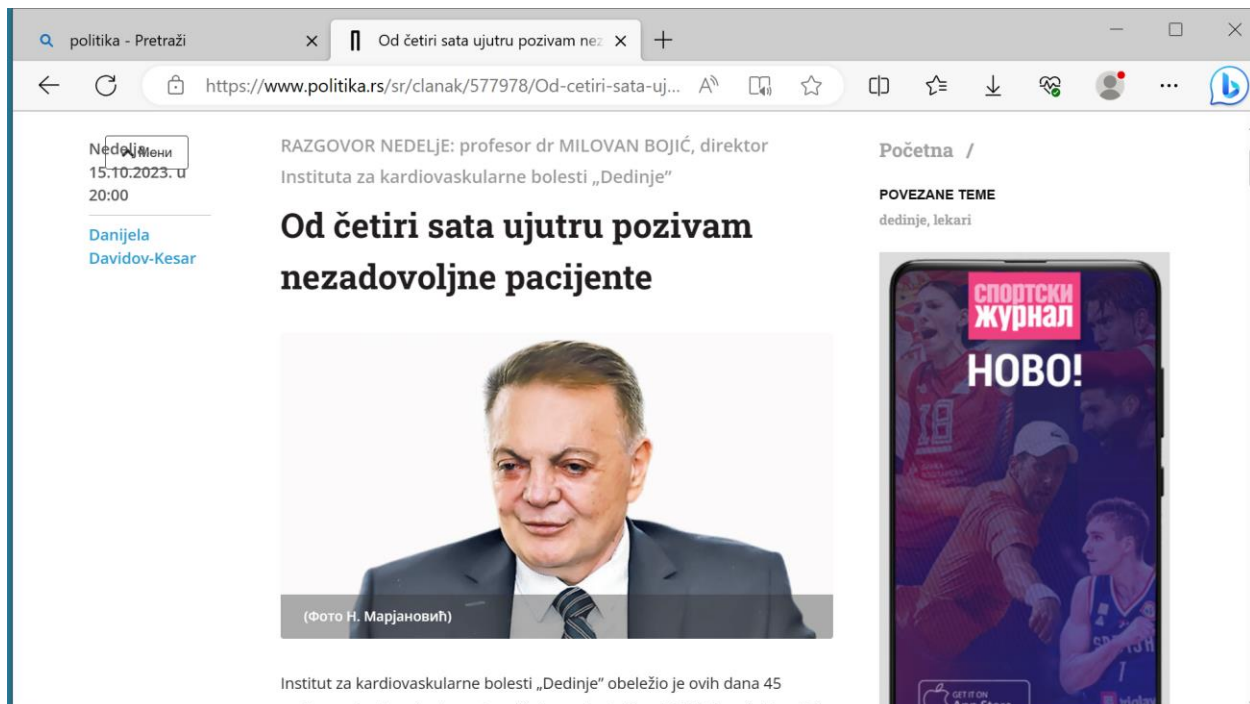 politika - Pretraži
Od četiri sata ujutru pozivam nez
https://www.politika.rs/sr/clanak/577978/Od-cetiri-sata-uj...
Nedelja
Мени
15.10.2023. u
20:00
Danijela
Davidov-Kesar
RAZGOVOR NEDELjE: profesor dr MILOVAN BOJIĆ, direktor
Instituta za kardiovaskularne bolesti „Dedinje”
Od četiri sata ujutru pozivam
nezadovoljne pacijente
(Фото Н. Марјановић)
Institut za kardiovaskularne bolesti „Dedinje” obeležio je ovih dana 45
Početna /
POVEZANE TEME
dedinje, lekari
спортски
журнал
НОВО!
18
1
GET IT ON